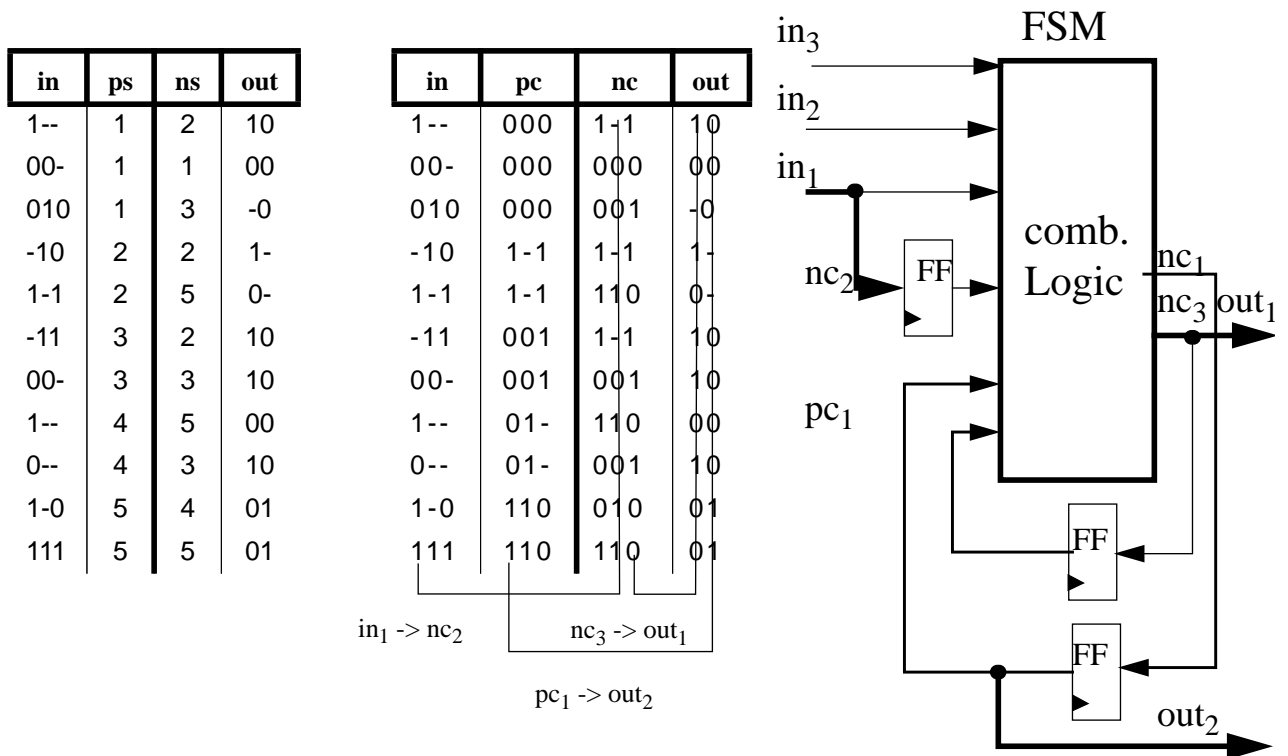 in ps ns out
1-- 1 2 10
00- 1 1 00
010 1 3 -0
-10 2 2 1-
1-1 2 5 0-
-11 3 2 10
00- 3 3 10
1-- 4 5 00
0-- 4 3 10
1-0 5 4 01
111 5 5 01
in pc nc out
1-- 000 1-1 10
00- 000 000 00
010 000 001 -0
-10 1-1 1-1 1-
1-1 1-1 110 0-
-11 001 1-1 10
00- 001 001 10
1-- 01- 110 00
0-- 01- 001 10
1-0 110 010 01
111 110 110 01
in1 -> nc2
nc3 -> out1
pc1 -> out2
FSM
in3
in2
in1
comb.
Logic
nc2
FF
nc1
nc3 out1
pc1
FF
FF
out2